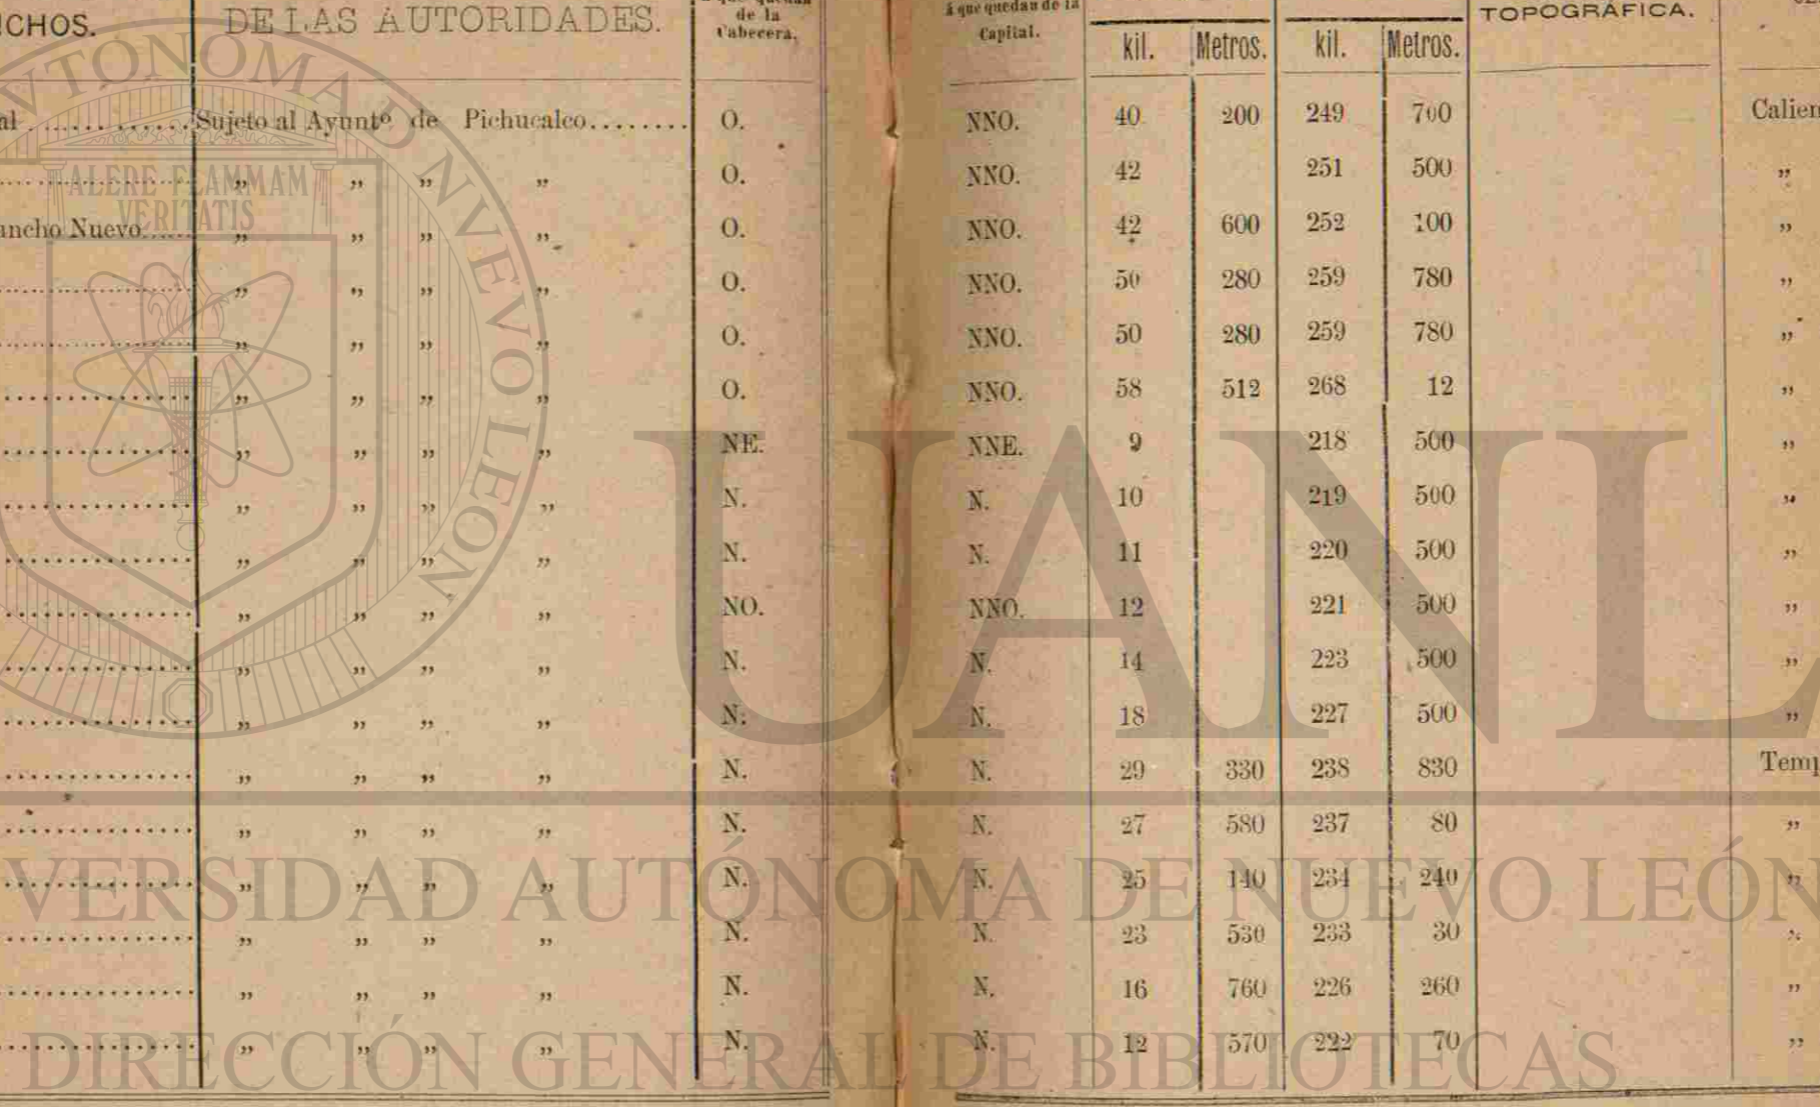 CHOS. DE LAS AUTORIDADES. de la Cabecera. á que quedan de la Capital. kil. Metros. kil. Metros. TOPOGRÁFICA.
al ............ Sujeto al Ayunto de Pichucalco........ O. NNO. 40 200 249 700 Calien
„ „ „ „ O. NNO. 42 251 500 „
ancho Nuevo...... „ „ „ „ O. NNO. 42 600 252 100 „
„ „ „ „ O. NNO. 50 280 259 780 „
„ „ „ „ O. NNO. 50 280 259 780 „
„ „ „ „ O. NNO. 58 512 268 12 „
„ „ „ „ NE. NNE. 9 218 500 „
„ „ „ „ N. N. 10 219 500 „
„ „ „ „ N. N. 11 220 500 „
„ „ „ „ NO. NNO. 12 221 500 „
„ „ „ „ N. N. 14 223 500 „
„ „ „ „ N. N. 18 227 500 „
„ „ „ „ N. N. 29 330 238 830 Temp
„ „ „ „ N. N. 27 580 237 80 „
„ „ „ „ N. N. 25 140 234 240 „
„ „ „ „ N. N. 23 530 233 30 „
„ „ „ „ N. N. 16 760 226 260 „
„ „ „ „ N. N. 12 570 222 70 „
UTONOMA D NVEVO LEON
ALERE FLAMMAM
VERITATIS
UANL
VERSIDAD AUTÓNOMA DE NUEVO LEÓN
DIRECCIÓN GENERAL DE BIBLIOTECAS